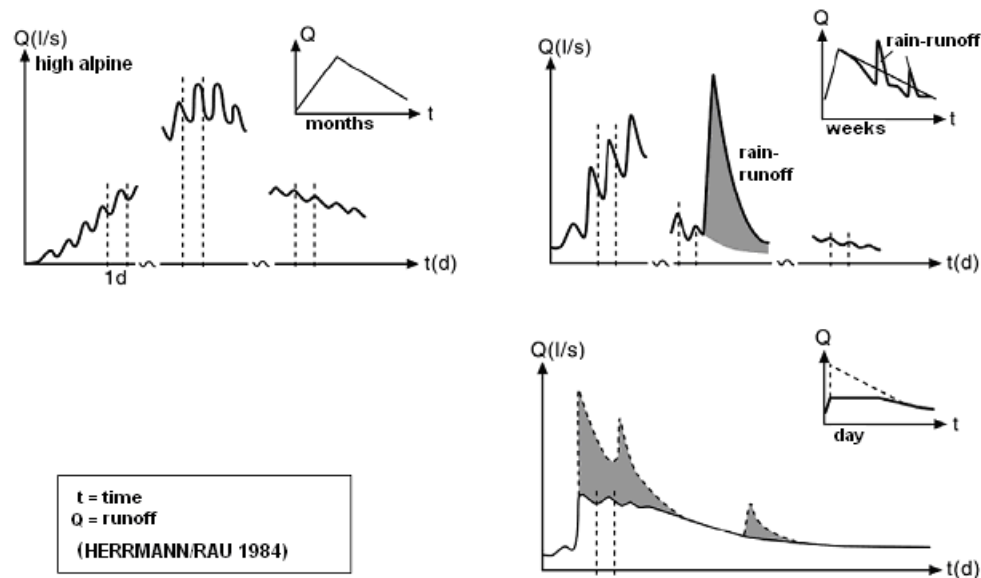 Q(l/s)
high alpine
Q
t
months
1d
t(d)
Q
rain-runoff
t
weeks
Q(l/s)
rain-
runoff
t(d)
Q
t
day
Q(l/s)
t(d)
t = time
Q = runoff
(HERRMANN/RAU 1984)